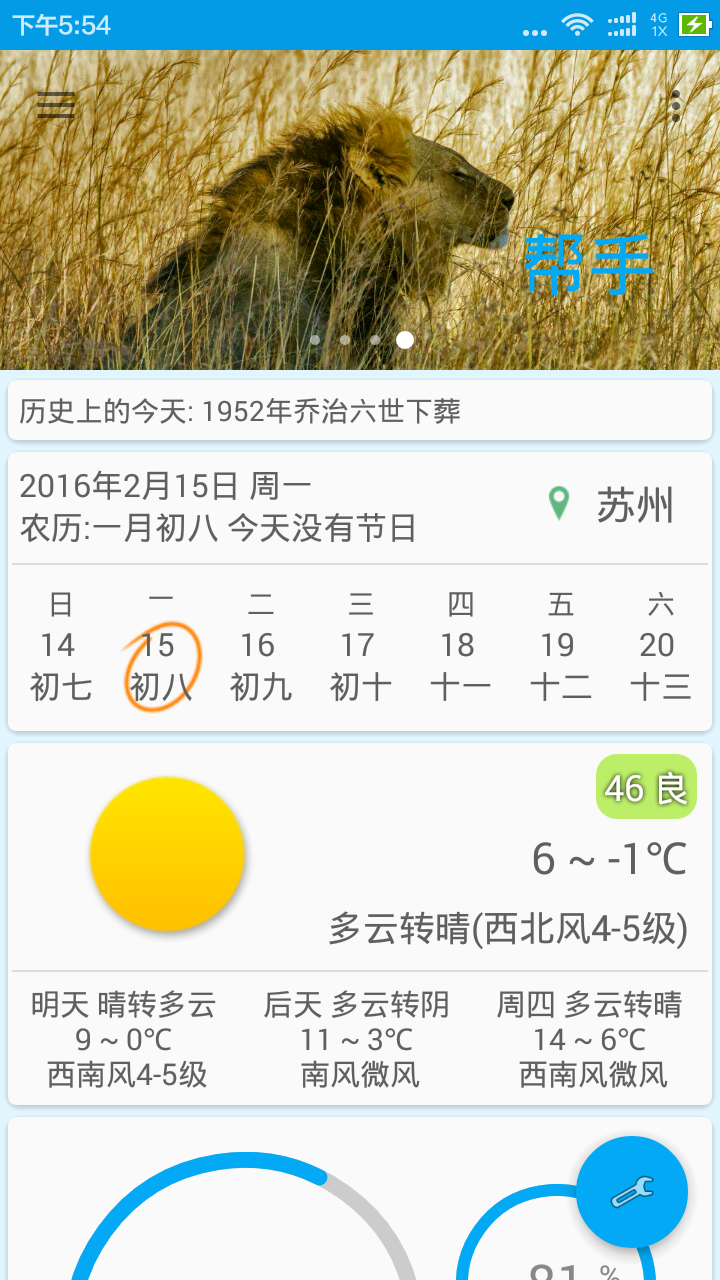 下午5:54
4G
1X
帮手
历史上的今天: 1952年乔治六世下葬
2016年2月15日 周一
农历:一月初八 今天没有节日
苏州
日 一 二 三 四 五 六
14 15 16 17 18 19 20
初七 初八 初九 初十 十一 十二 十三
46 良
6 ~ -1℃
多云转晴(西北风4-5级)
明天 晴转多云 后天 多云转阴 周四 多云转晴
9 ~ 0℃ 11 ~ 3℃ 14 ~ 6℃
西南风4-5级 南风微风 西南风微风
%